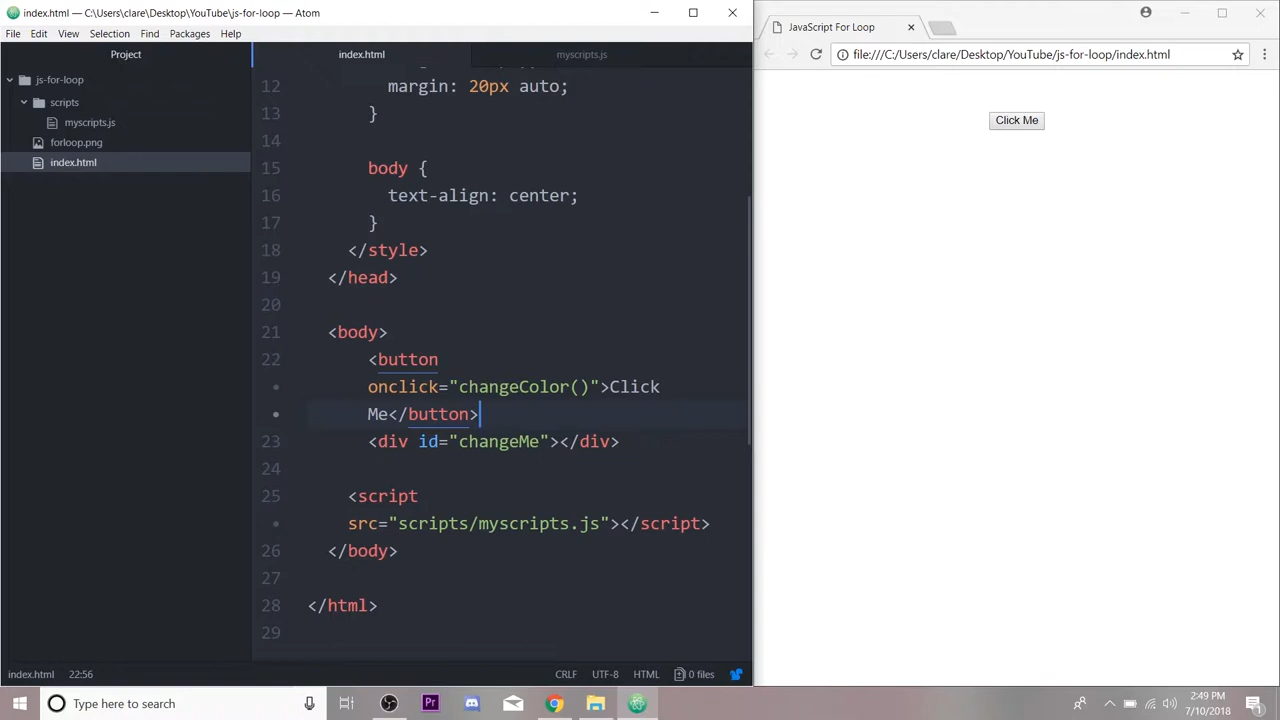 index.html — C:\Users\clare\Desktop\YouTube\js-for-loop — Atom
File Edit View Selection Find Packages Help
Project
js-for-loop
scripts
myscripts.js
forloop.png
index.html
index.html myscripts.js
12 margin: 20px auto;
13 }
14
15 body {
16 text-align: center;
17 }
18 </style>
19 </head>
20
21 <body>
22 <button
• onclick="changeColor()">Click
• Me</button>
23 <div id="changeMe"></div>
24
25 <script
• src="scripts/myscripts.js"></script>
26 </body>
27
28 </html>
29
index.html 22:56 CRLF UTF-8 HTML 0 files
JavaScript For Loop
file:///C:/Users/clare/Desktop/YouTube/js-for-loop/index.html
Click Me
Type here to search
Pr
2:49 PM
7/10/2018
1